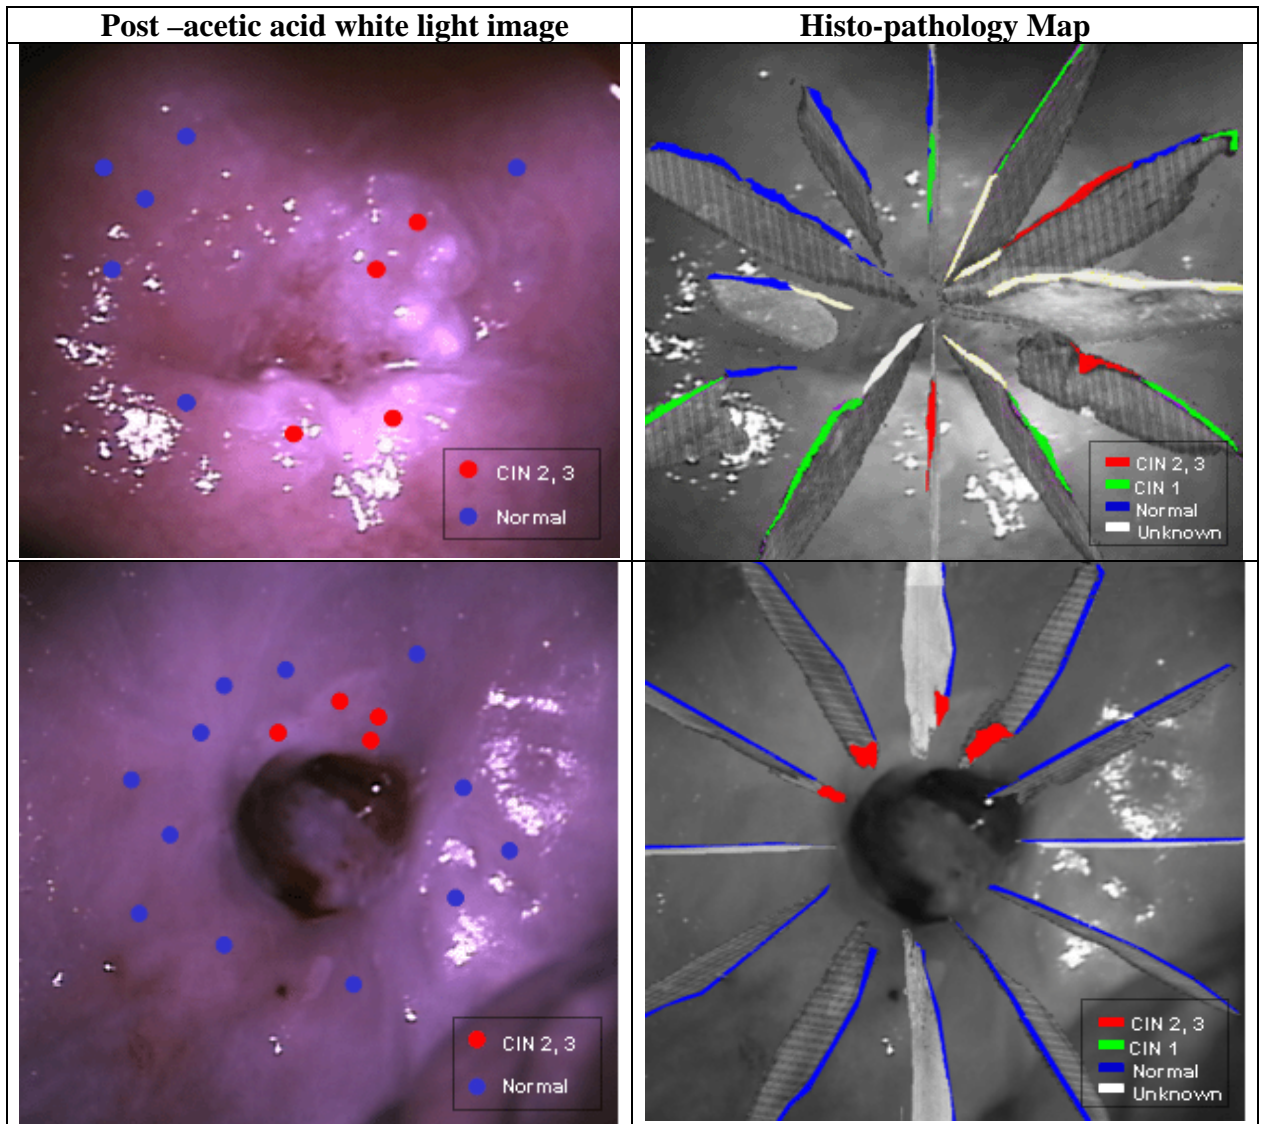 Post –acetic acid white light image
Histo-pathology Map
CIN 2, 3
Normal
CIN 2, 3
CIN 1
Normal
Unknown
CIN 2, 3
Normal
CIN 2, 3
CIN 1
Normal
Unknown